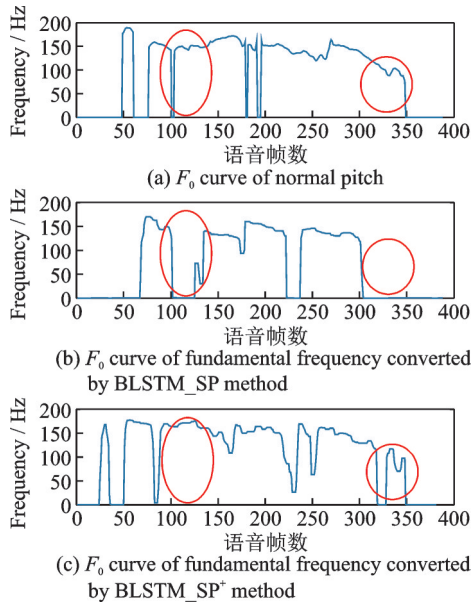 200
150
100
50
0
Frequency / Hz
0 50 100 150 200 250 300 350 400
语音帧数
(a) F₀ curve of normal pitch
200
150
100
50
0
Frequency / Hz
0 50 100 150 200 250 300 350 400
语音帧数
(b) F₀ curve of fundamental frequency converted
by BLSTM_SP method
200
150
100
50
0
Frequency / Hz
0 50 100 150 200 250 300 350 400
语音帧数
(c) F₀ curve of fundamental frequency converted
by BLSTM_SP⁺ method